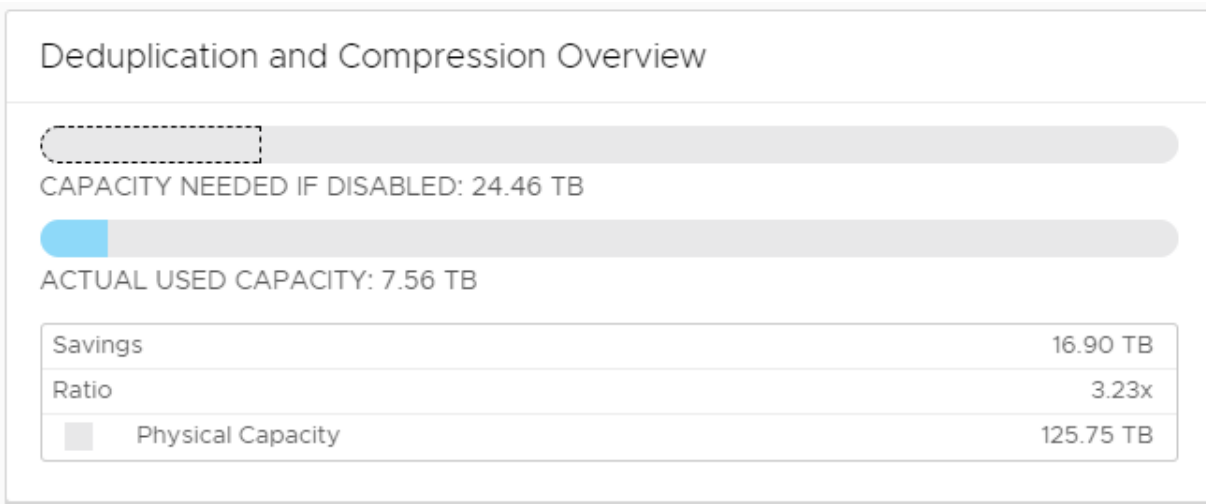 Deduplication and Compression Overview
CAPACITY NEEDED IF DISABLED: 24.46 TB
ACTUAL USED CAPACITY: 7.56 TB
Savings 16.90 TB
Ratio 3.23x
Physical Capacity 125.75 TB